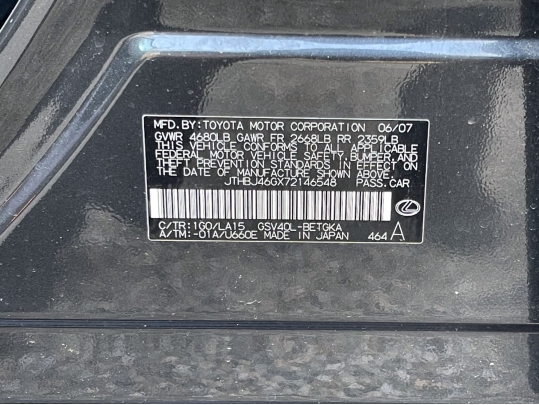 MFD.BY:TOYOTA MOTOR CORPORATION 06/07
GVWR 4680LB GAWR FR 2668LB RR 2359LB
THIS VEHICLE CONFORMS TO ALL APPLICABLE
FEDERAL MOTOR VEHICLE SAFETY,BUMPER,AND
THEFT PREVENTION STANDARDS IN EFFECT ON
THE DATE OF MANUFACTURE SHOWN ABOVE.
JTHBJ46GX72146548 PASS.CAR
C/TR:1G0/LA15 GSV40L-BETGKA
A/TM:-01A/U660E MADE IN JAPAN 464 A